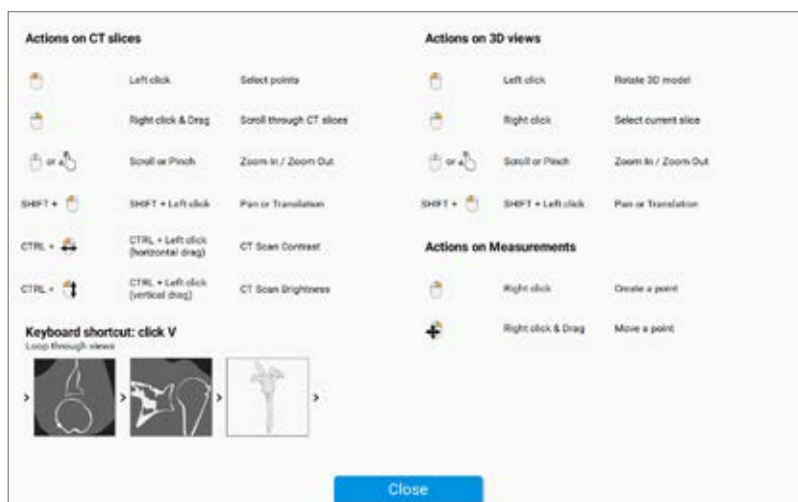 Actions on CT slices
Left click Select points
Right click & Drag Scroll through CT slices
or Scroll or Pinch Zoom In / Zoom Out
SHIFT + SHIFT + Left click Pan or Translation
CTRL + CTRL + Left click (horizontal drag) CT Scan Contrast
CTRL + CTRL + Left click (vertical drag) CT Scan Brightness
Keyboard shortcut: click V
Loop through views
> > > >
Actions on 3D views
Left click Rotate 3D model
Right click Select current slice
or Scroll or Pinch Zoom In / Zoom Out
SHIFT + SHIFT + Left click Pan or Translation
Actions on Measurements
Right click Create a point
Right click & Drag Move a point
Close